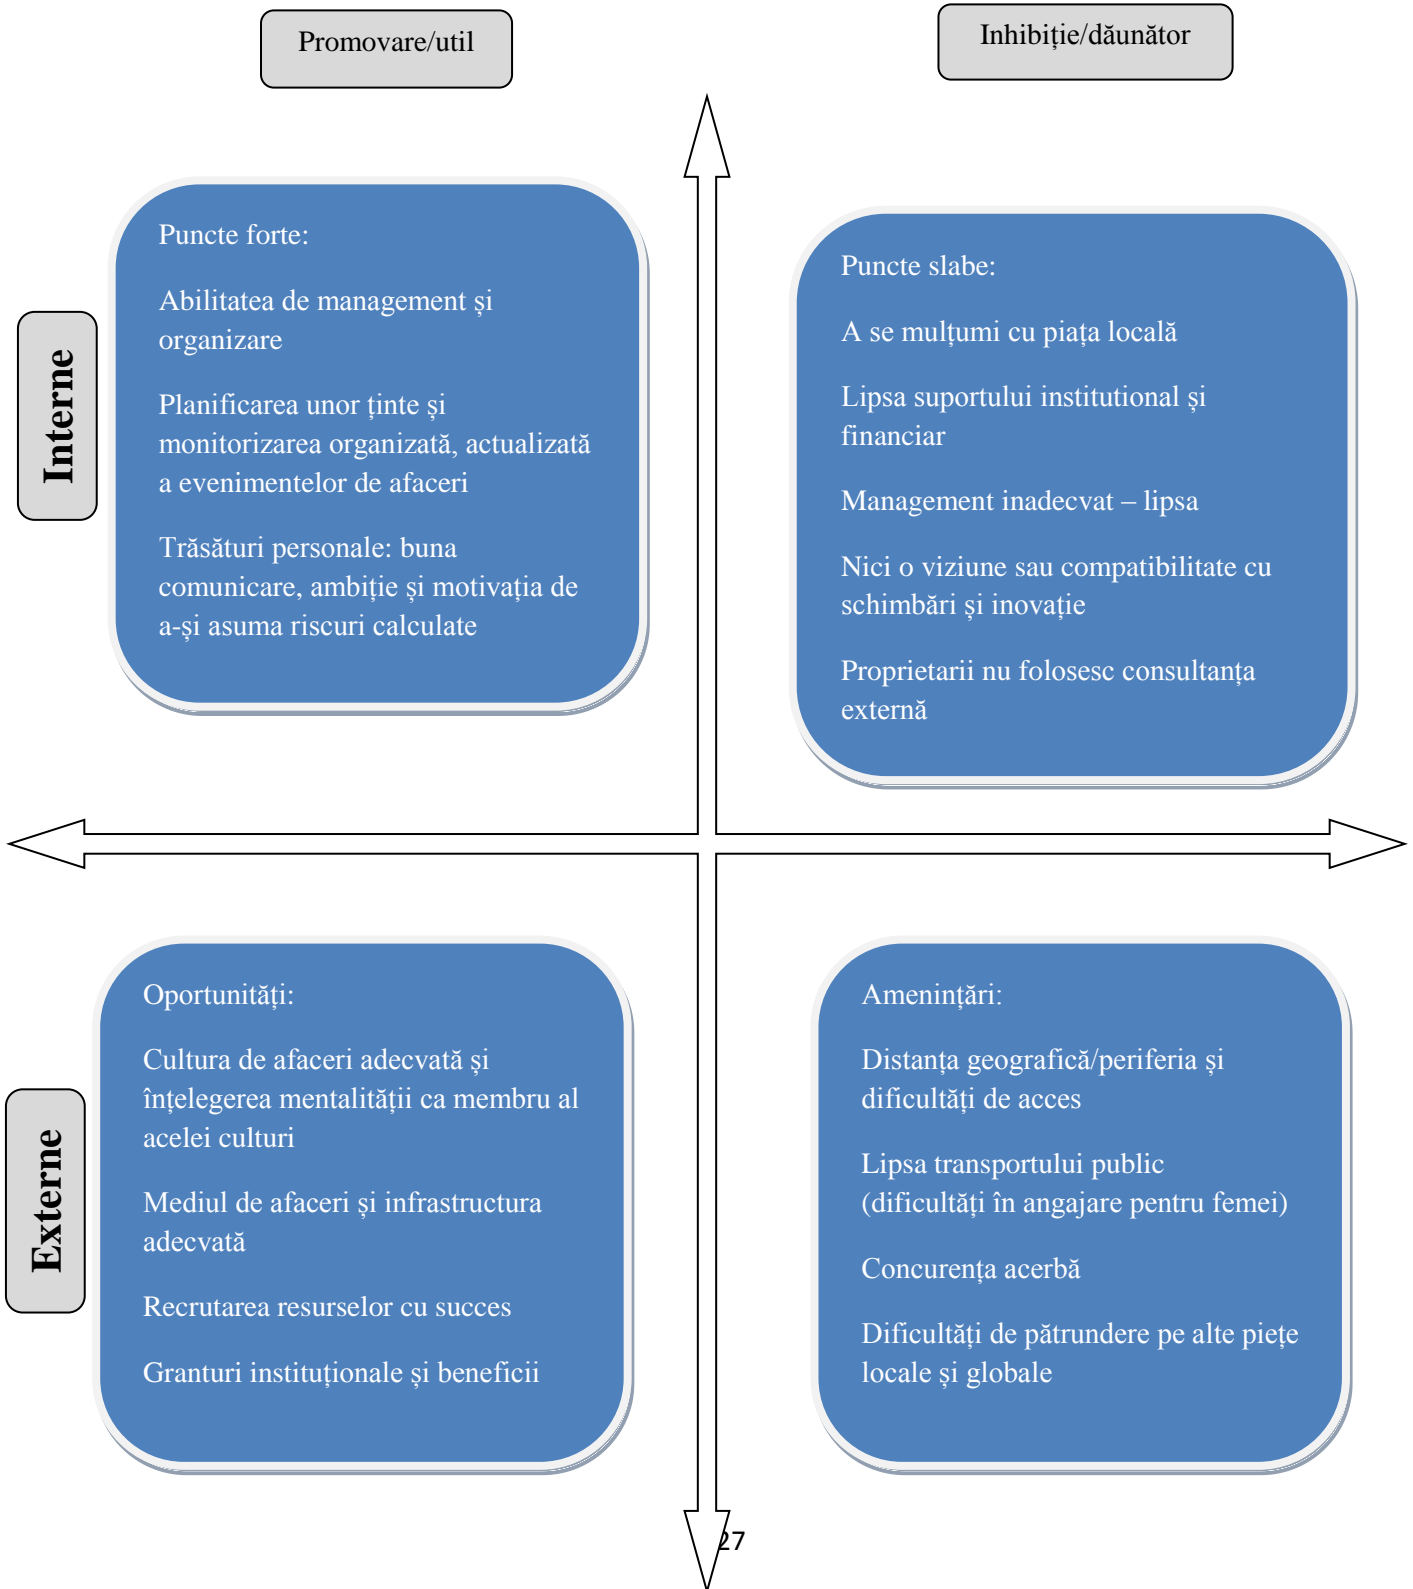 Promovare/util
Inhibiție/dăunător
Interne
Puncte forte:
Abilitatea de management și
organizare
Planificarea unor ținte și
monitorizarea organizată, actualizată
a evenimentelor de afaceri
Trăsături personale: buna
comunicare, ambiție și motivația de
a-și asuma riscuri calculate
Puncte slabe:
A se mulțumi cu piața locală
Lipsa suportului institutional și
financiar
Management inadecvat – lipsa
Nici o viziune sau compatibilitate cu
schimbări și inovație
Proprietarii nu folosesc consultanța
externă
Externe
Oportunități:
Cultura de afaceri adecvată și
înțelegerea mentalității ca membru al
acelei culturi
Mediul de afaceri și infrastructura
adecvată
Recrutarea resurselor cu succes
Granturi instituționale și beneficii
Amenințări:
Distanța geografică/periferia și
dificultăți de acces
Lipsa transportului public
(dificultăți în angajare pentru femei)
Concurența acerbă
Dificultăți de pătrundere pe alte piețe
locale și globale
27